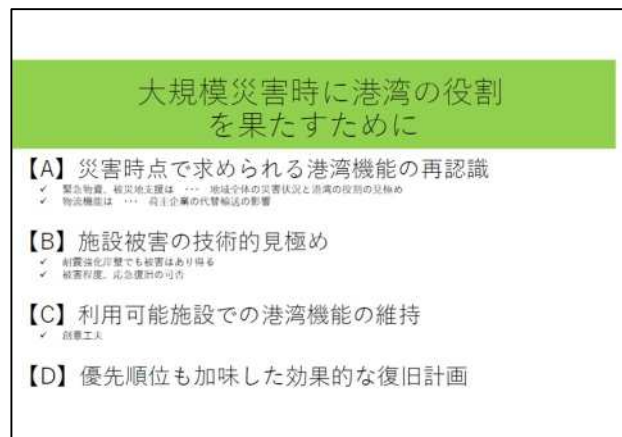 大規模災害時に港湾の役割
を果たすために
【A】災害時点で求められる港湾機能の再認識
✓ 緊急物資、被災地支援は ･･･ 地域全体の災害状況と港湾の役割の見極め
✓ 物流機能は ･･･ 荷主企業の代替輸送の影響
【B】施設被害の技術的見極め
✓ 耐震強化岸壁でも被害はあり得る
✓ 被害程度、応急復旧の可否
【C】利用可能施設での港湾機能の維持
✓ 創意工夫
【D】優先順位も加味した効果的な復旧計画